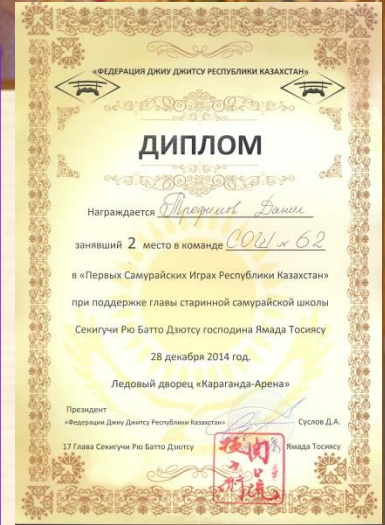 «ФЕДЕРАЦИЯ ДЖИУ ДЖИТСУ РЕСПУБЛИКИ КАЗАХСТАН»
ДИПЛОМ
Награждается Трофимов Данил
занявший 2 место в команде СОШ № 62
в «Первых Самурайских Играх Республики Казахстан»
при поддержке главы старинной самурайской школы
Секигучи Рю Батто Дзютсу господина Ямада Тосиясу
28 декабря 2014 год.
Ледовый дворец «Караганда-Арена»
Президент
«Федерации Джиу Джитсу Республики Казахстан» Суслов Д.А.
17 Глава Секигучи Рю Батто Дзютсу Ямада Тосиясу